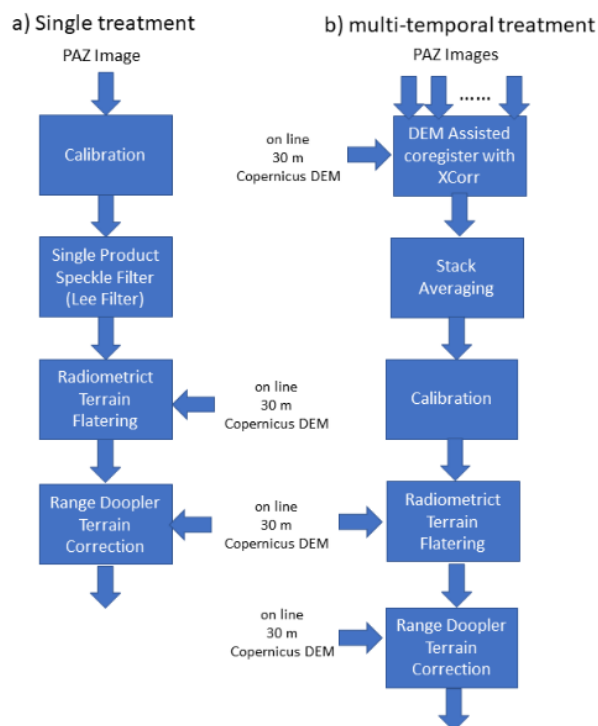 a) Single treatment
PAZ Image
Calibration
Single Product
Speckle Filter
(Lee Filter)
Radiometrict
Terrain
Flatering
on line
30 m
Copernicus DEM
Range Doopler
Terrain
Correction
b) multi-temporal treatment
PAZ Images
......
on line
30 m
Copernicus DEM
DEM Assisted
coregister with
XCorr
Stack
Averaging
Calibration
on line
30 m
Copernicus DEM
Radiometrict
Terrain
Flatering
on line
30 m
Copernicus DEM
Range Doopler
Terrain
Correction